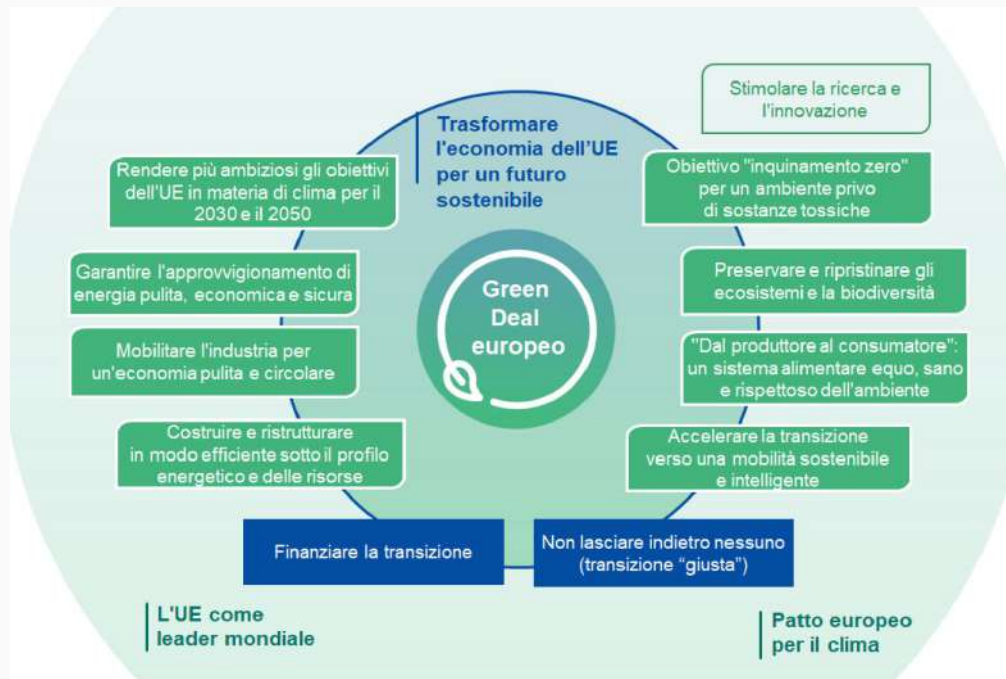 Stimolare la ricerca e
l'innovazione
Trasformare
l'economia dell'UE
per un futuro
sostenibile
Rendere più ambiziosi gli obiettivi
dell'UE in materia di clima per il
2030 e il 2050
Obiettivo "inquinamento zero"
per un ambiente privo
di sostanze tossiche
Garantire l'approvvigionamento di
energia pulita, economica e sicura
Preservare e ripristinare gli
ecosistemi e la biodiversità
Green
Deal
europeo
Mobilitare l'industria per
un'economia pulita e circolare
"Dal produttore al consumatore":
un sistema alimentare equo, sano
e rispettoso dell'ambiente
Costruire e ristrutturare
in modo efficiente sotto il profilo
energetico e delle risorse
Accelerare la transizione
verso una mobilità sostenibile
e intelligente
Finanziare la transizione
Non lasciare indietro nessuno
(transizione “giusta”)
L'UE come
leader mondiale
Patto europeo
per il clima